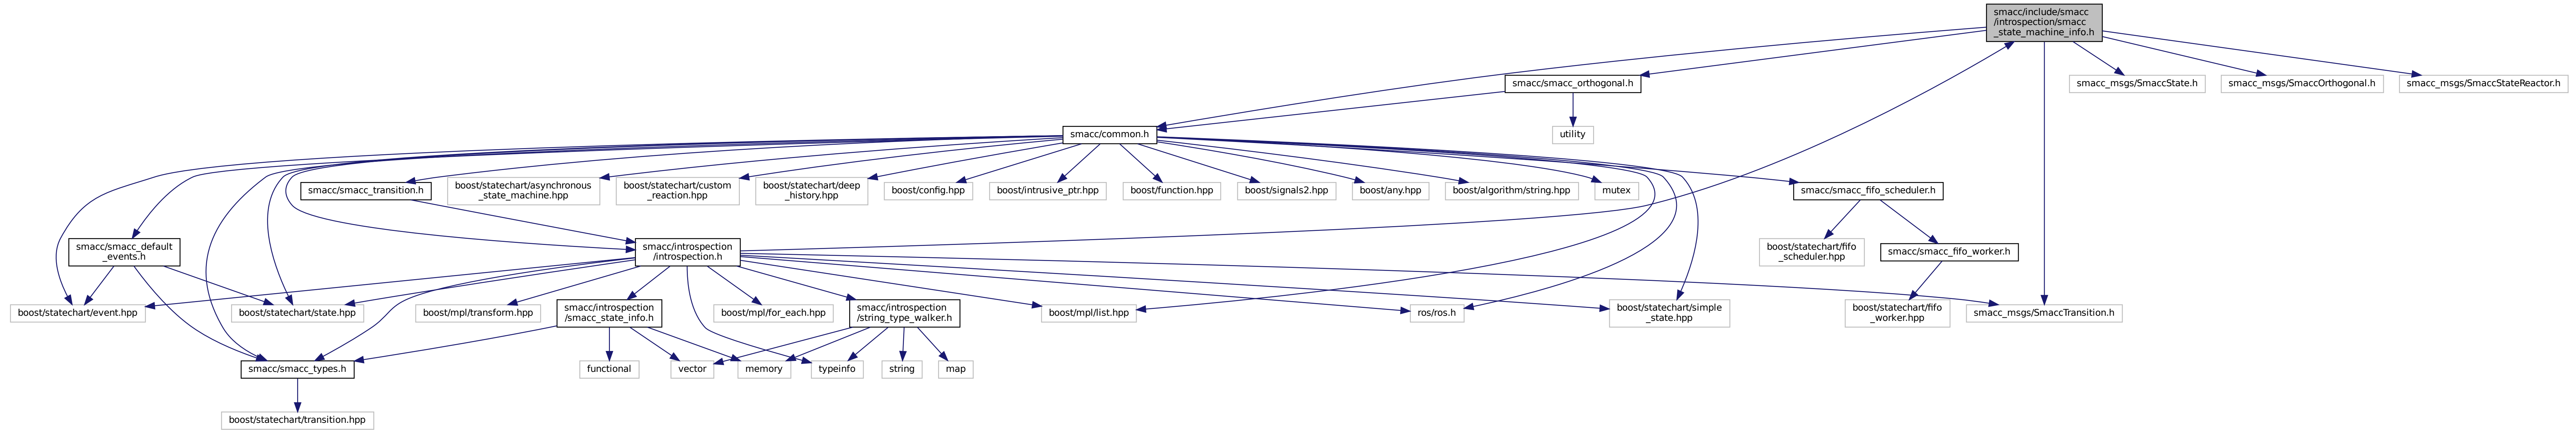 smacc/include/smacc
/introspection/smacc
_state_machine_info.h
smacc/smacc_orthogonal.h
smacc_msgs/SmaccState.h
smacc_msgs/SmaccOrthogonal.h
smacc_msgs/SmaccStateReactor.h
smacc/common.h
utility
smacc/smacc_transition.h
boost/statechart/asynchronous
_state_machine.hpp
boost/statechart/custom
_reaction.hpp
boost/statechart/deep
_history.hpp
boost/config.hpp
boost/intrusive_ptr.hpp
boost/function.hpp
boost/signals2.hpp
boost/any.hpp
boost/algorithm/string.hpp
mutex
smacc/smacc_fifo_scheduler.h
smacc/smacc_default
_events.h
smacc/introspection
/introspection.h
boost/statechart/fifo
_scheduler.hpp
smacc/smacc_fifo_worker.h
boost/statechart/event.hpp
boost/statechart/state.hpp
boost/mpl/transform.hpp
smacc/introspection
/smacc_state_info.h
boost/mpl/for_each.hpp
smacc/introspection
/string_type_walker.h
boost/mpl/list.hpp
ros/ros.h
boost/statechart/simple
_state.hpp
boost/statechart/fifo
_worker.hpp
smacc_msgs/SmaccTransition.h
smacc/smacc_types.h
functional
vector
memory
typeinfo
string
map
boost/statechart/transition.hpp